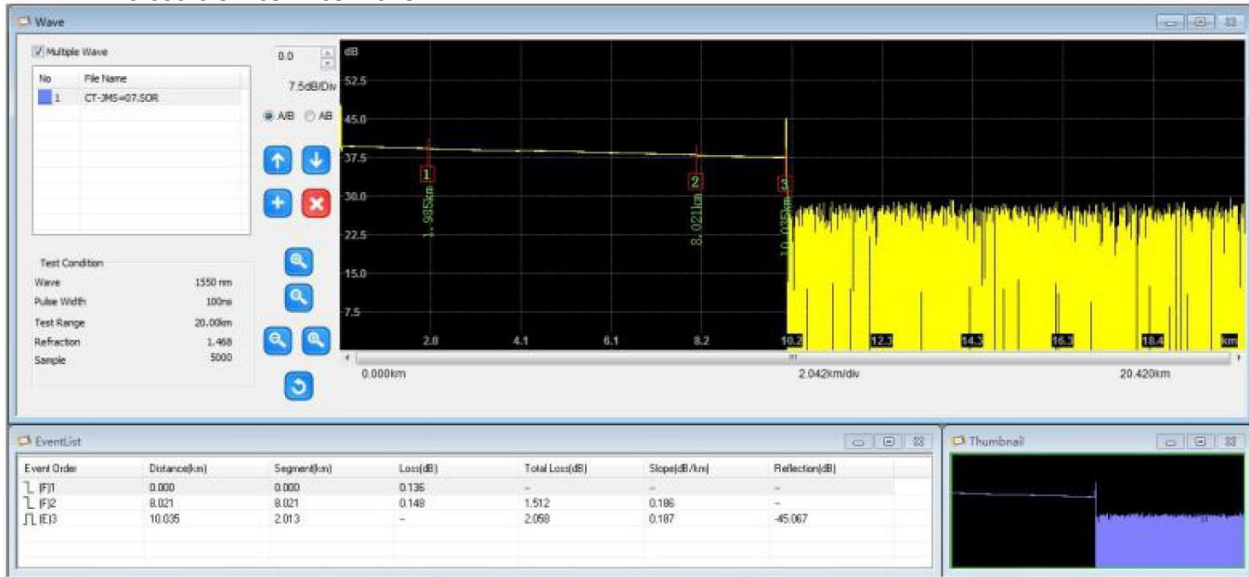 Wave
Multiple Wave
No File Name
1 CT-JMS=07.SOR
0.0
7.5dB/Div
A/B AB
Test Condition
Wave 1550 nm
Pulse Width 100ns
Test Range 20.00km
Refraction 1.468
Sample 5000
dB
52.5
45.0
37.5
30.0
22.5
15.0
7.5
1
1.985km
2
8.021km
3
10.035km
2.0 4.1 6.1 8.2 10.2 12.3 14.3 16.3 18.4 km
0.000km 2.042km/div 20.420km
EventList
Event Order Distance(km) Segment(km) Loss(dB) Total Loss(dB) Slope(dB/km) Reflection(dB)
(F)1 0.000 0.000 0.136 -- -- --
(F)2 8.021 8.021 0.148 1.512 0.186 --
(E)3 10.035 2.013 -- 2.058 0.187 -45.067
Thumbnail